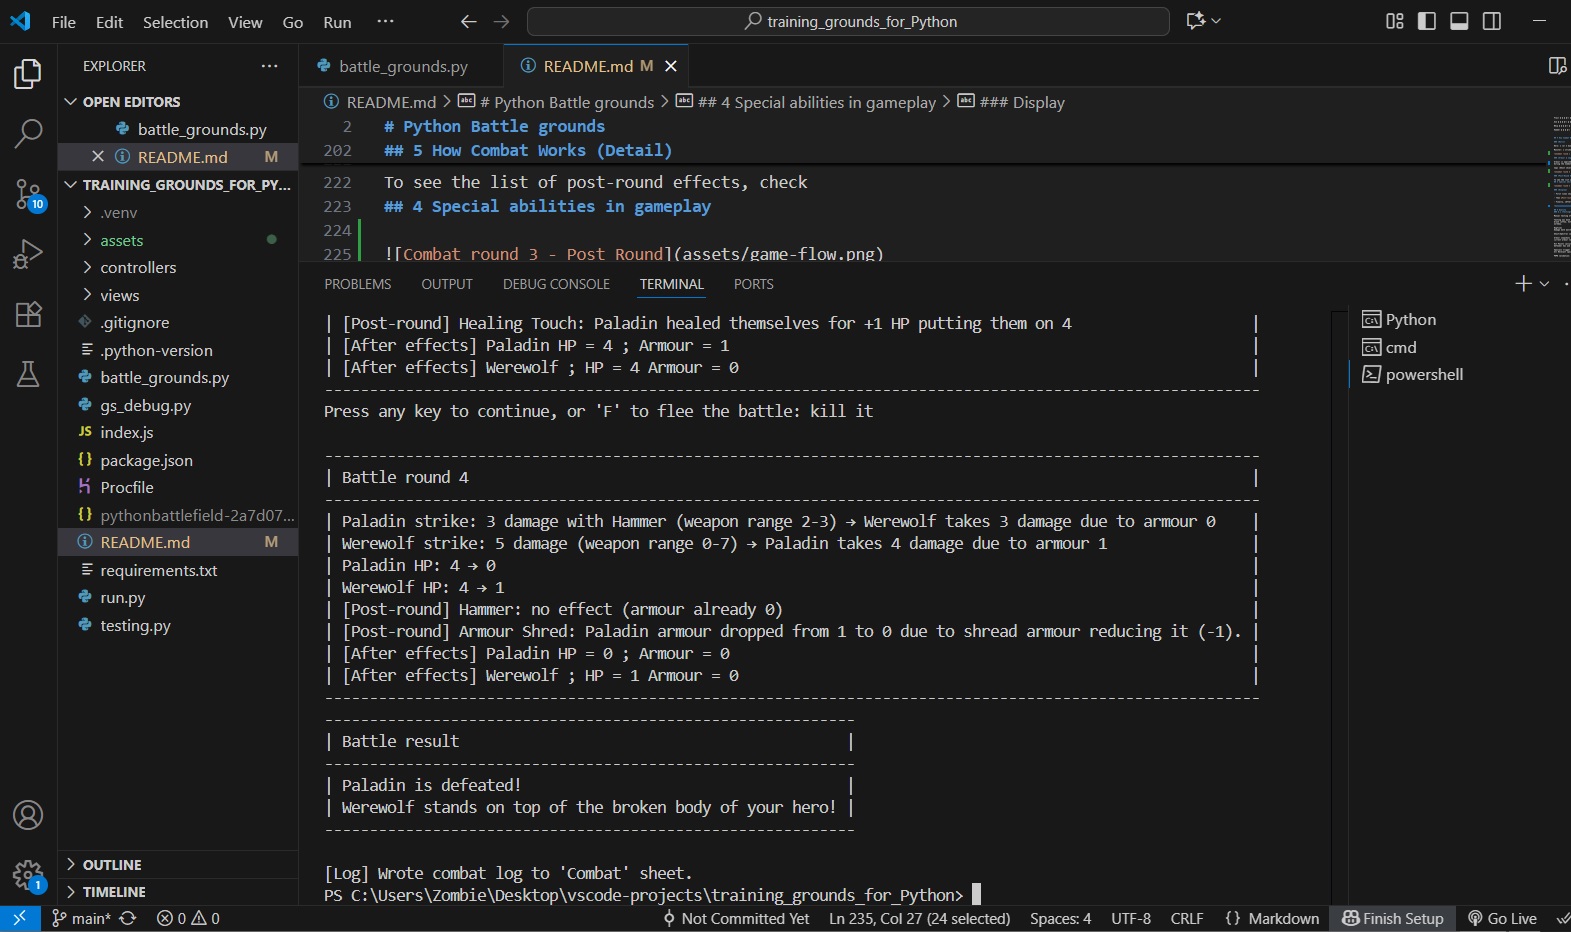 File Edit Selection View Go Run ··· training_grounds_for_Python
EXPLORER ···
OPEN EDITORS
battle_grounds.py
README.md M
TRAINING_GROUNDS_FOR_PY...
.venv
assets
controllers
views
.gitignore
.python-version
battle_grounds.py
gs_debug.py
JS index.js
{} package.json
Procfile
{} pythonbattlefield-2a7d07...
README.md M
requirements.txt
run.py
testing.py
OUTLINE
TIMELINE
10
1
battle_grounds.py README.md M
README.md > # Python Battle grounds > ## 4 Special abilities in gameplay > ### Display
2 # Python Battle grounds
202 ## 5 How Combat Works (Detail)
222 To see the list of post-round effects, check
223 ## 4 Special abilities in gameplay
224
225 ![Combat round 3 - Post Round](assets/game-flow.png)
PROBLEMS OUTPUT DEBUG CONSOLE TERMINAL PORTS
| [Post-round] Healing Touch: Paladin healed themselves for +1 HP putting them on 4 |
| [After effects] Paladin HP = 4 ; Armour = 1 |
| [After effects] Werewolf ; HP = 4 Armour = 0 |
--------------------------------------------------------------------------------------------------------
Press any key to continue, or 'F' to flee the battle: kill it
--------------------------------------------------------------------------------------------------------
| Battle round 4 |
--------------------------------------------------------------------------------------------------------
| Paladin strike: 3 damage with Hammer (weapon range 2-3) → Werewolf takes 3 damage due to armour 0 |
| Werewolf strike: 5 damage (weapon range 0-7) → Paladin takes 4 damage due to armour 1 |
| Paladin HP: 4 → 0 |
| Werewolf HP: 4 → 1 |
| [Post-round] Hammer: no effect (armour already 0) |
| [Post-round] Armour Shred: Paladin armour dropped from 1 to 0 due to shread armour reducing it (-1). |
| [After effects] Paladin HP = 0 ; Armour = 0 |
| [After effects] Werewolf ; HP = 1 Armour = 0 |
--------------------------------------------------------------------------------------------------------
-----------------------------------------------------------
| Battle result |
-----------------------------------------------------------
| Paladin is defeated! |
| Werewolf stands on top of the broken body of your hero! |
-----------------------------------------------------------
[Log] Wrote combat log to 'Combat' sheet.
PS C:\Users\Zombie\Desktop\vscode-projects\training_grounds_for_Python>
Python
cmd
powershell
main* 0 0 Not Committed Yet Ln 235, Col 27 (24 selected) Spaces: 4 UTF-8 CRLF {} Markdown Finish Setup Go Live